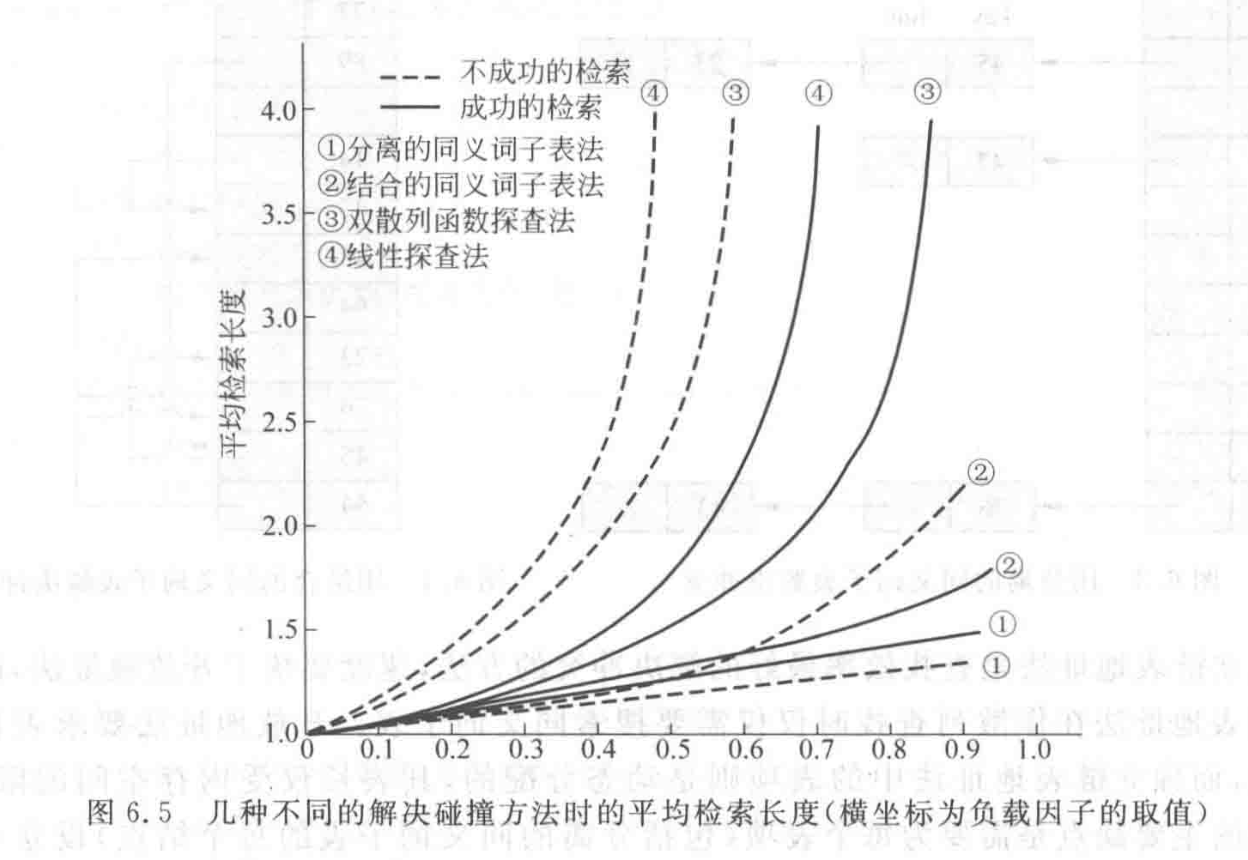 不成功的检索
成功的检索
①分离的同义词子表法
②结合的同义词子表法
③双散列函数探查法
④线性探查法
④
③
④
③
②
②
①
①
平均检索长度
4.0
3.5
3.0
2.5
2.0
1.5
1.0
0 0.1 0.2 0.3 0.4 0.5 0.6 0.7 0.8 0.9 1.0
图 6.5 几种不同的解决碰撞方法时的平均检索长度(横坐标为负载因子的取值)